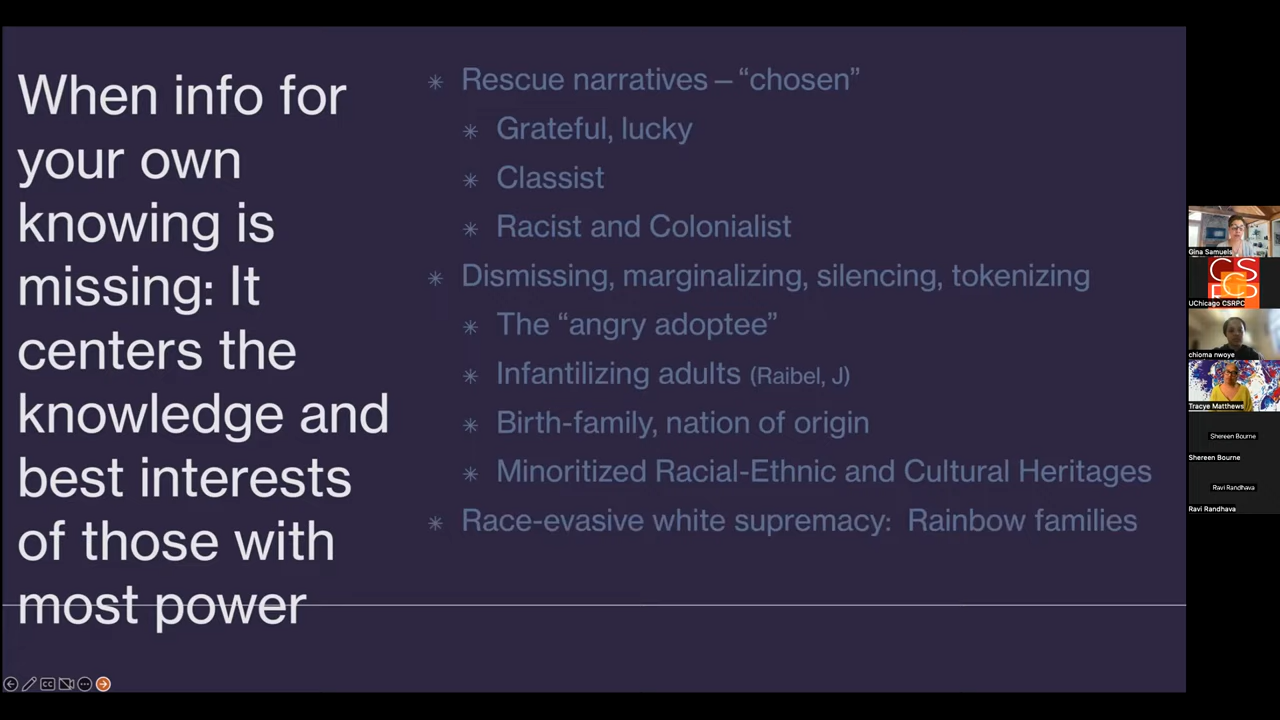 When info for
your own
knowing is
missing: It
centers the
knowledge and
best interests
of those with
most power
Rescue narratives – “chosen”
Grateful, lucky
Classist
Racist and Colonialist
Dismissing, marginalizing, silencing, tokenizing
The “angry adoptee”
Infantilizing adults (Raibel, J)
Birth-family, nation of origin
Minoritized Racial-Ethnic and Cultural Heritages
Race-evasive white supremacy: Rainbow families
Gina Samuels
CS
UChicago CSRPC
chioma nwoye
Tracye Matthews
Shereen Bourne
Shereen Bourne
Ravi Randhava
Ravi Randhava
CC